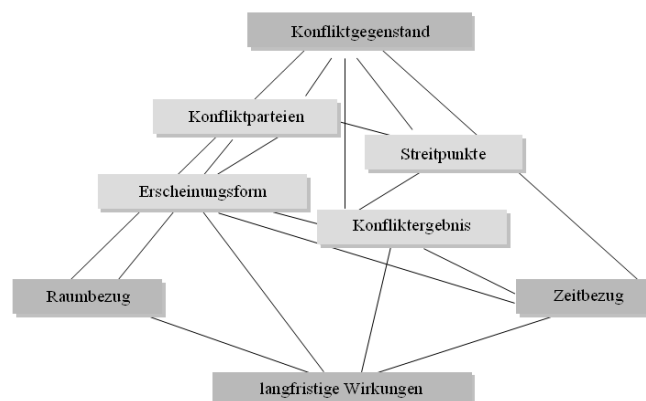 Konfliktgegenstand
Konfliktparteien
Streitpunkte
Erscheinungsform
Konfliktergebnis
Raumbezug
Zeitbezug
langfristige Wirkungen